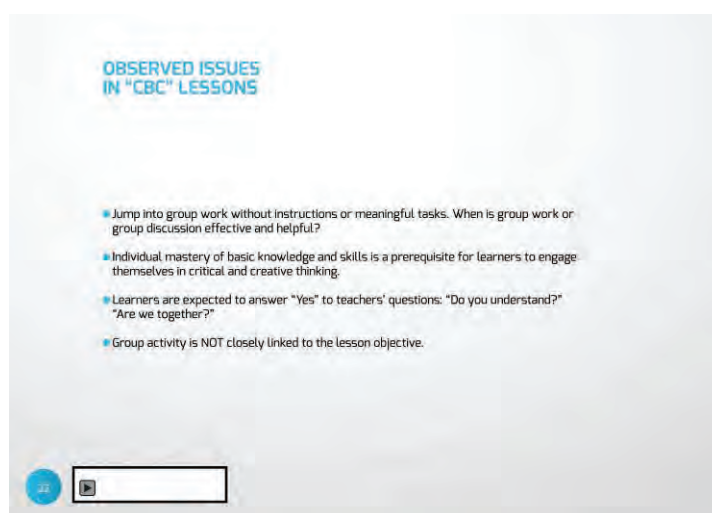 OBSERVED ISSUES
IN "CBC" LESSONS
Jump into group work without instructions or meaningful tasks. When is group work or
group discussion effective and helpful?
Individual mastery of basic knowledge and skills is a prerequisite for learners to engage
themselves in critical and creative thinking.
Learners are expected to answer "Yes" to teachers' questions: "Do you understand?"
"Are we together?"
Group activity is NOT closely linked to the lesson objective.